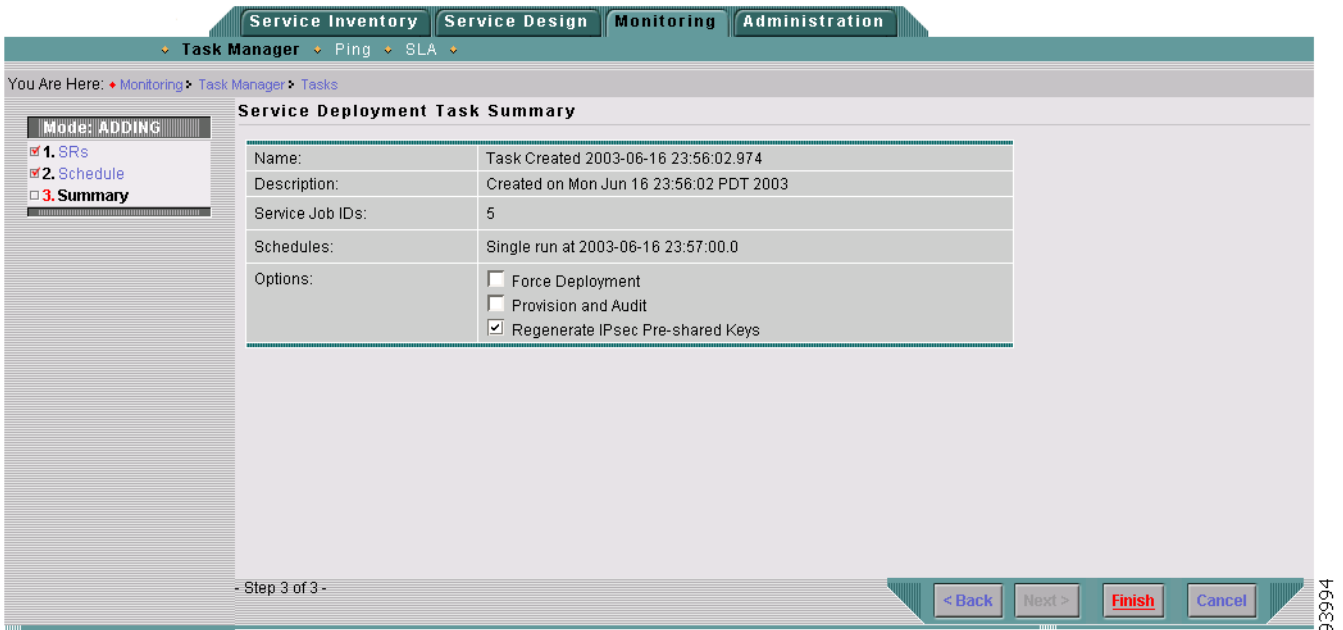 Service Inventory Service Design Monitoring Administration
Task Manager Ping SLA
You Are Here: Monitoring Task Manager Tasks
Service Deployment Task Summary
Mode: ADDING
1. SRs
2. Schedule
3. Summary
Name: Task Created 2003-06-16 23:56:02.974
Description: Created on Mon Jun 16 23:56:02 PDT 2003
Service Job IDs: 5
Schedules: Single run at 2003-06-16 23:57:00.0
Options: Force Deployment
Provision and Audit
Regenerate IPsec Pre-shared Keys
- Step 3 of 3 -
< Back Next > Finish Cancel
93994